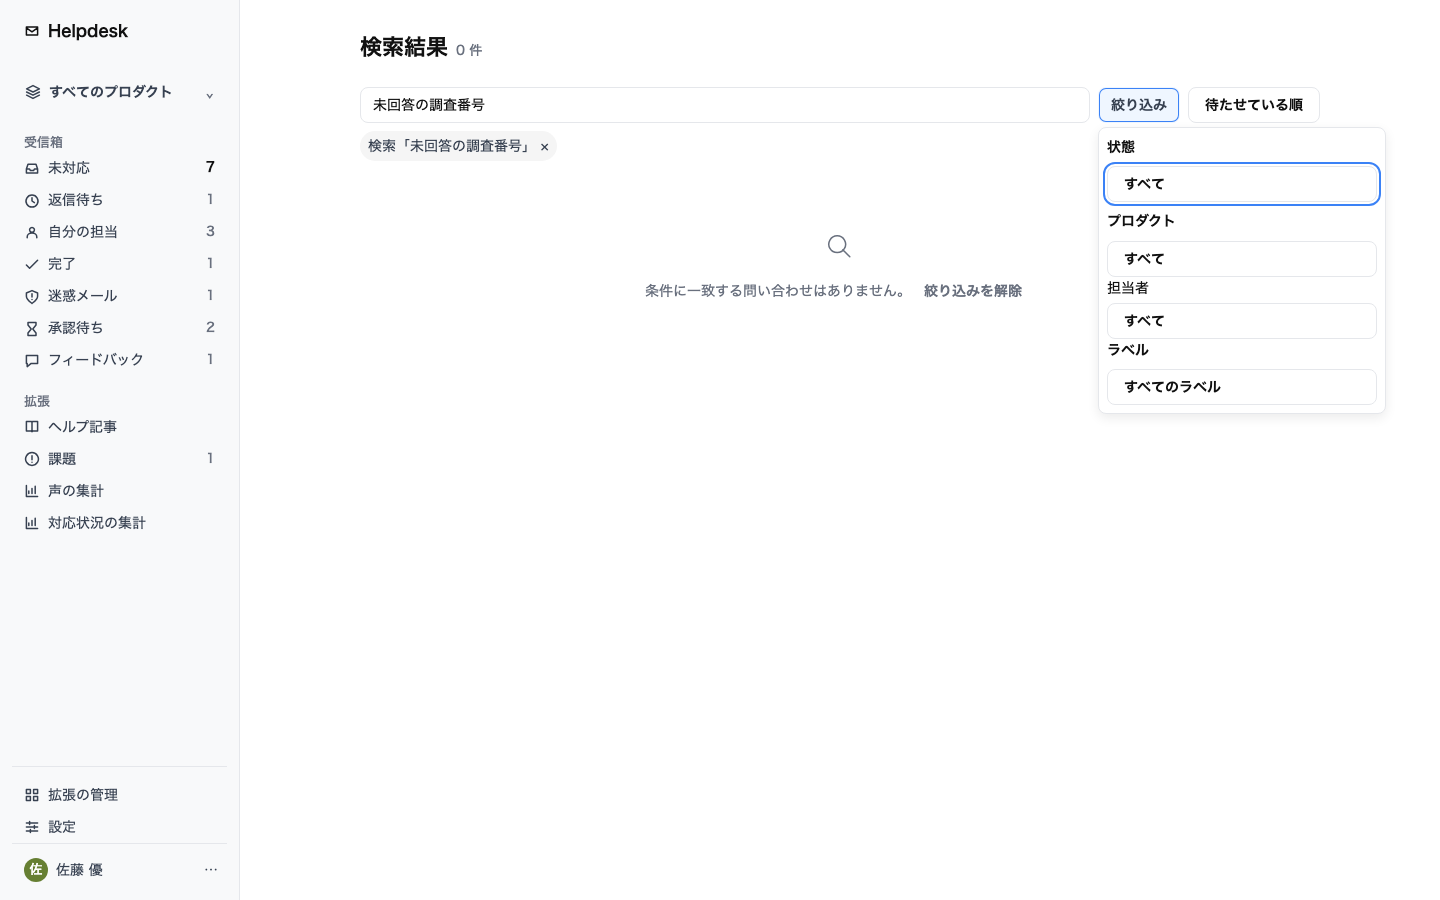 Helpdesk
すべてのプロダクト
受信箱
未対応 7
返信待ち 1
自分の担当 3
完了 1
迷惑メール 1
承認待ち 2
フィードバック 1
拡張
ヘルプ記事
課題 1
声の集計
対応状況の集計
拡張の管理
設定
佐 佐藤 優 …
検索結果 0 件
未回答の調査番号 絞り込み 待たせている順
検索「未回答の調査番号」 ×
条件に一致する問い合わせはありません。 絞り込みを解除
状態
すべて
プロダクト
すべて
担当者
すべて
ラベル
すべてのラベル